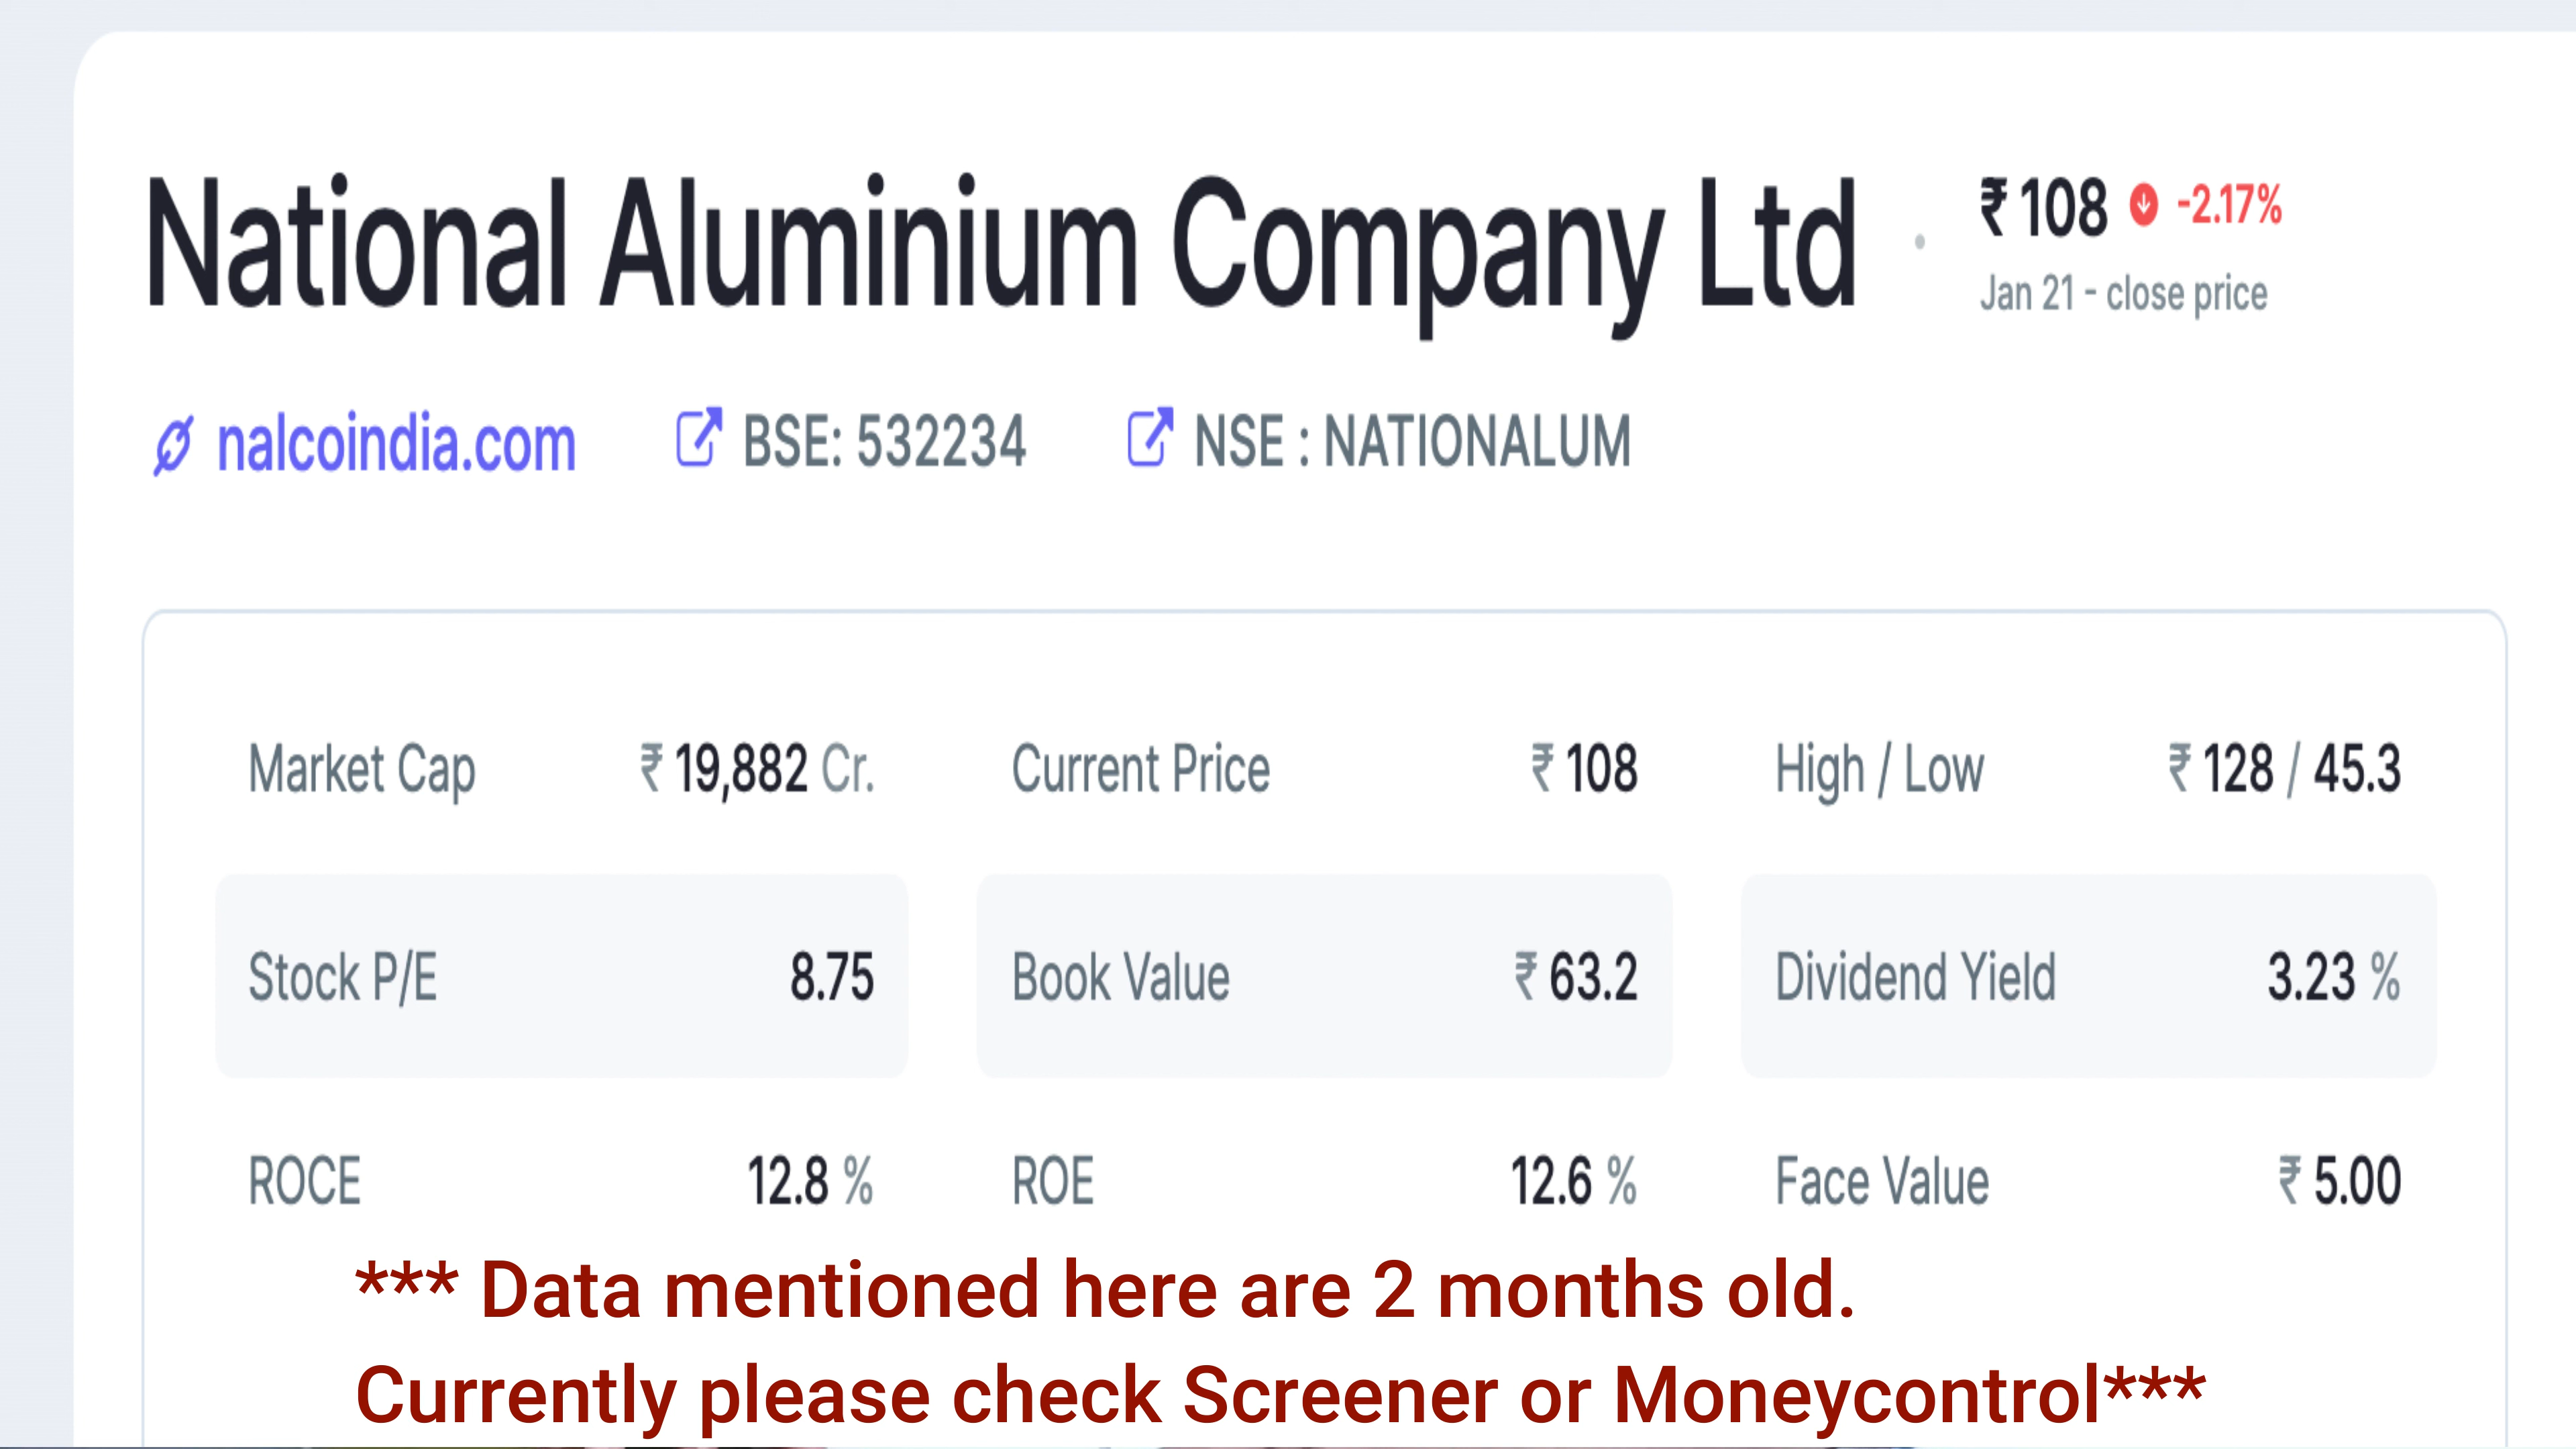 National Aluminium Company Ltd
₹ 108 -2.17%
Jan 21 - close price
nalcoindia.com BSE: 532234 NSE : NATIONALUM
Market Cap ₹ 19,882 Cr. Current Price ₹ 108 High / Low ₹ 128 / 45.3
Stock P/E 8.75 Book Value ₹ 63.2 Dividend Yield 3.23 %
ROCE 12.8 % ROE 12.6 % Face Value ₹ 5.00
*** Data mentioned here are 2 months old.
Currently please check Screener or Moneycontrol***